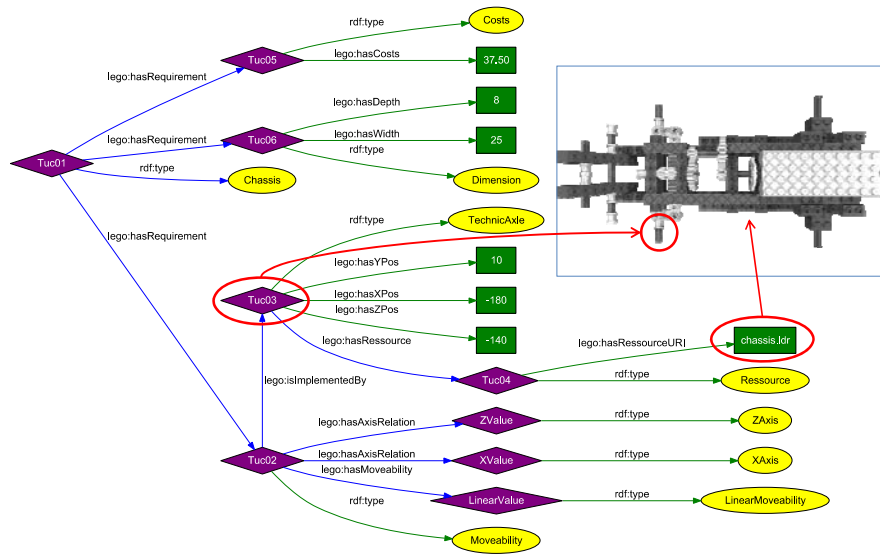 Costs
rdf:type
Tuc05
lego:hasCosts
37.50
lego:hasRequirement
lego:hasDepth
8
lego:hasRequirement
Tuc06
lego:hasWidth
25
rdf:type
Tuc01
rdf:type
Chassis
Dimension
rdf:type
TechnicAxle
lego:hasRequirement
lego:hasYPos
10
Tuc03
lego:hasXPos
-180
lego:hasZPos
-140
lego:hasRessource
lego:hasRessourceURI
chassis.ldr
lego:isImplementedBy
Tuc04
rdf:type
Ressource
lego:hasAxisRelation
ZValue
rdf:type
ZAxis
Tuc02
lego:hasAxisRelation
XValue
rdf:type
XAxis
lego:hasMoveability
LinearValue
rdf:type
LinearMoveability
rdf:type
Moveability